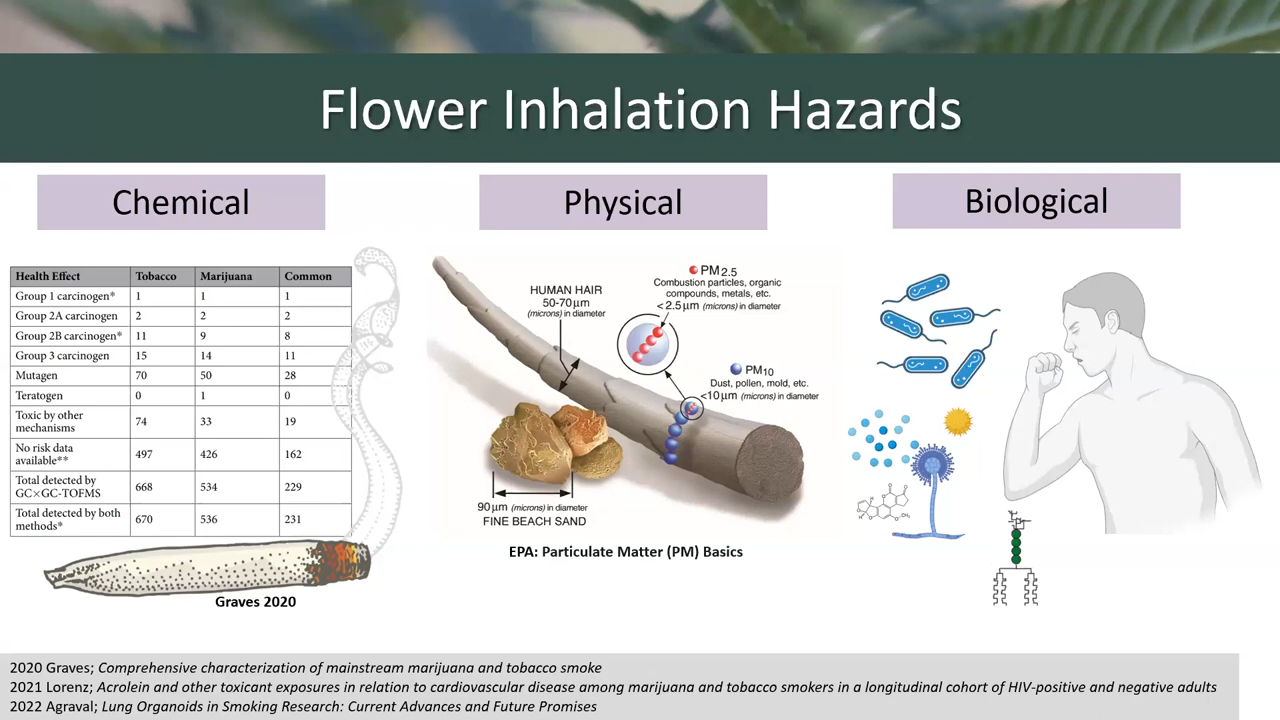 Flower Inhalation Hazards
Chemical
Physical
Biological
Health Effect Tobacco Marijuana Common
Group 1 carcinogen* 1 1 1
Group 2A carcinogen 2 2 2
Group 2B carcinogen* 11 9 8
Group 3 carcinogen 15 14 11
Mutagen 70 50 28
Teratogen 0 1 0
Toxic by other
mechanisms 74 33 19
No risk data
available** 497 426 162
Total detected by
GC×GC-TOFMS 668 534 229
Total detected by both
methods* 670 536 231
Graves 2020
HUMAN HAIR
50-70 µm
(microns) in diameter
PM2.5
Combustion particles, organic
compounds, metals, etc.
< 2.5 µm (microns) in diameter
PM10
Dust, pollen, mold, etc.
<10 µm (microns) in diameter
90 µm (microns) in diameter
FINE BEACH SAND
EPA: Particulate Matter (PM) Basics
2020 Graves; Comprehensive characterization of mainstream marijuana and tobacco smoke
2021 Lorenz; Acrolein and other toxicant exposures in relation to cardiovascular disease among marijuana and tobacco smokers in a longitudinal cohort of HIV-positive and negative adults
2022 Agraval; Lung Organoids in Smoking Research: Current Advances and Future Promises